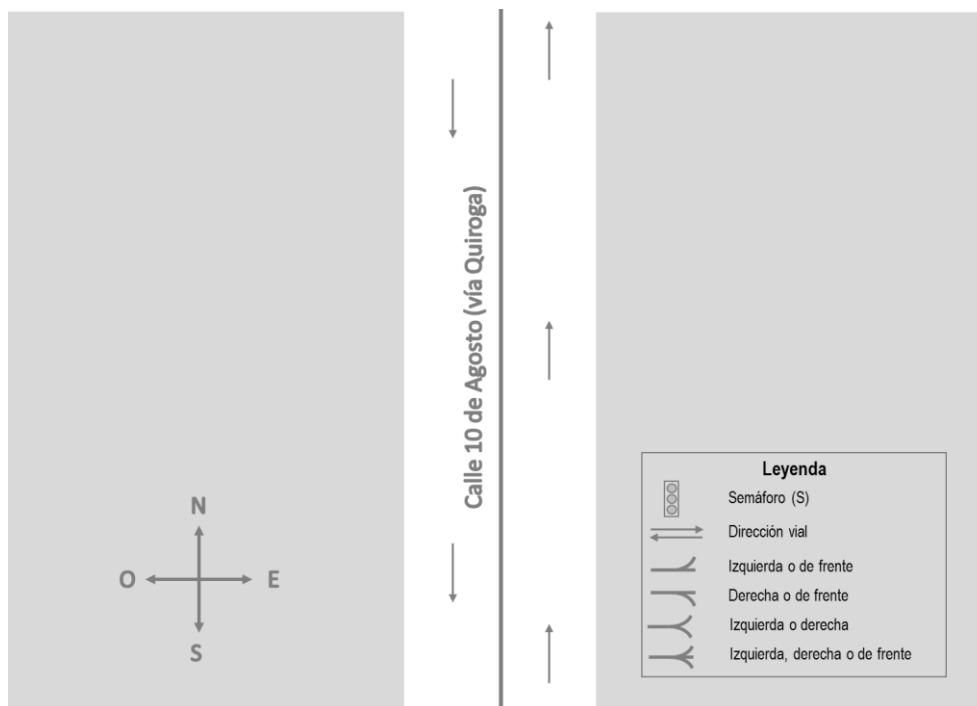 Calle 10 de Agosto (vía Quiroga)
N
O
E
S
Leyenda
Semáforo (S)
Dirección vial
Izquierda o de frente
Derecha o de frente
Izquierda o derecha
Izquierda, derecha o de frente